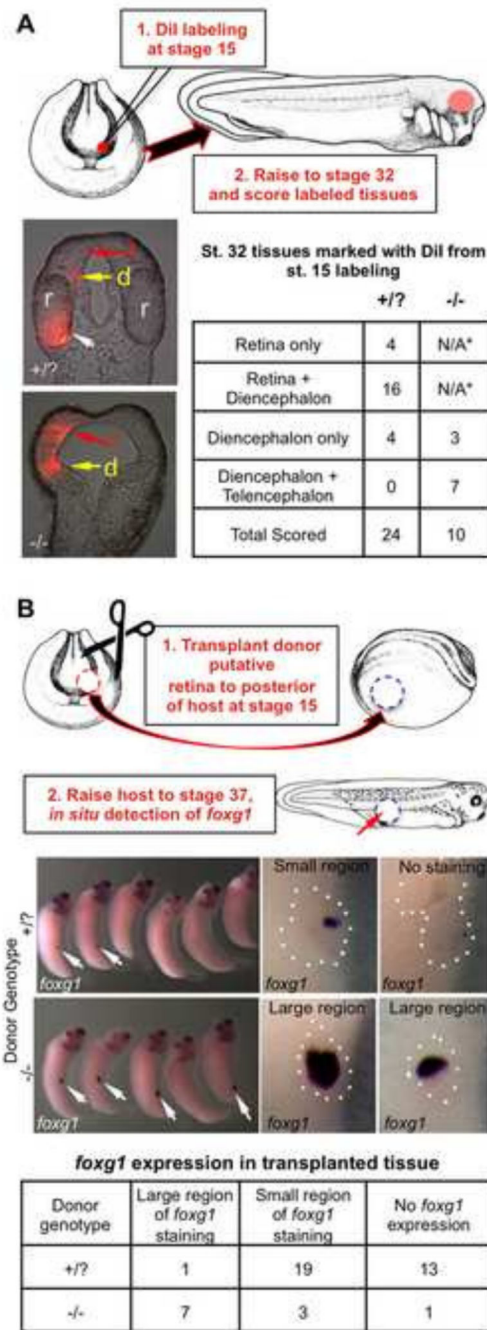 A
1. DiI labeling
at stage 15
2. Raise to stage 32
and score labeled tissues
d
r
r
+/?
d
-/-
St. 32 tissues marked with DiI from
st. 15 labeling
+/? -/-
Retina only 4 N/A*
Retina +
Diencephalon 16 N/A*
Diencephalon only 4 3
Diencephalon +
Telencephalon 0 7
Total Scored 24 10
B
1. Transplant donor
putative
retina to posterior
of host at stage 15
2. Raise host to stage 37,
in situ detection of foxg1
Donor Genotype
+/?
foxg1
Small region
foxg1
No staining
foxg1
-/-
foxg1
Large region
foxg1
Large region
foxg1
foxg1 expression in transplanted tissue
Donor
genotype
Large region
of foxg1
staining
Small region
of foxg1
staining
No foxg1
expression
+/? 1 19 13
-/- 7 3 1